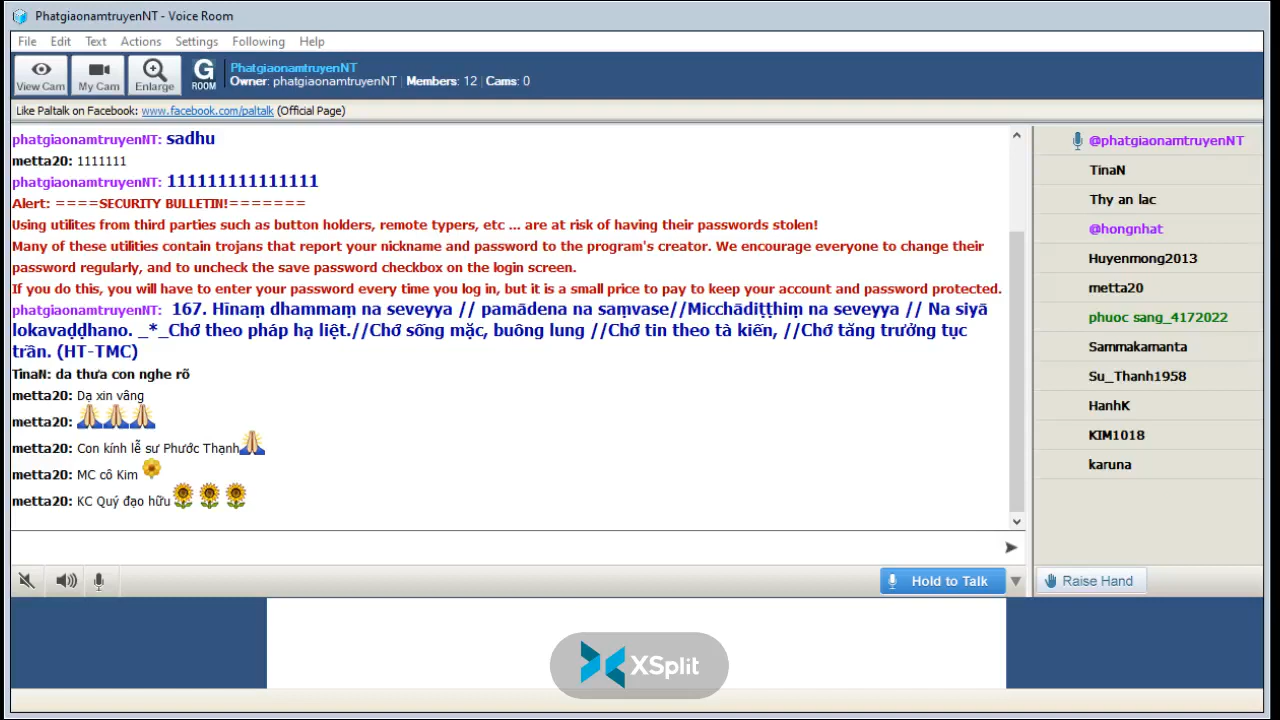 PhatgiaonamtruyenNT - Voice Room
File Edit Text Actions Settings Following Help
View Cam My Cam Enlarge G ROOM
PhatgiaonamtruyenNT
Owner: phatgiaonamtruyenNT | Members: 12 | Cams: 0
Like Paltalk on Facebook: www.facebook.com/paltalk (Official Page)
phatgiaonamtruyenNT: sadhu
metta20: 1111111
phatgiaonamtruyenNT: 111111111111111
Alert: ====SECURITY BULLETIN!=======
Using utilites from third parties such as button holders, remote typers, etc ... are at risk of having their passwords stolen!
Many of these utilities contain trojans that report your nickname and password to the program's creator. We encourage everyone to change their
password regularly, and to uncheck the save password checkbox on the login screen.
If you do this, you will have to enter your password every time you log in, but it is a small price to pay to keep your account and password protected.
phatgiaonamtruyenNT: 167. Hīnaṃ dhammaṃ na seveyya // pamādena na saṃvase//Micchādiṭṭhiṃ na seveyya // Na siyā
lokavaḍḍhano. _*_Chớ theo pháp hạ liệt.//Chớ sống mặc, buông lung //Chớ tin theo tà kiến, //Chớ tăng trưởng tục
trần. (HT-TMC)
TinaN: da thưa con nghe rõ
metta20: Dạ xin vâng
metta20:
metta20: Con kính lễ sư Phước Thạnh
metta20: MC cô Kim
metta20: KC Quý đạo hữu
@phatgiaonamtruyenNT
TinaN
Thy an lac
@hongnhat
Huyenmong2013
metta20
phuoc sang_4172022
Sammakamanta
Su_Thanh1958
HanhK
KIM1018
karuna
Hold to Talk
Raise Hand
XSplit